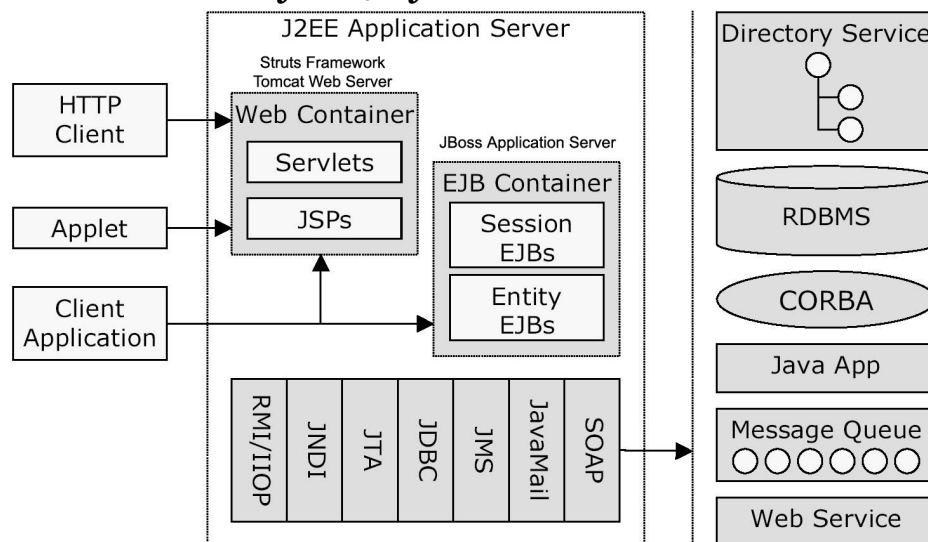 J2EE Application Server
Struts Framework
Tomcat Web Server
Web Container
Servlets
JSPs
JBoss Application Server
EJB Container
Session
EJBs
Entity
EJBs
HTTP
Client
Applet
Client
Application
RMI/IIOP
JNDI
JTA
JDBC
JMS
JavaMail
SOAP
Directory Service
RDBMS
CORBA
Java App
Message Queue
Web Service